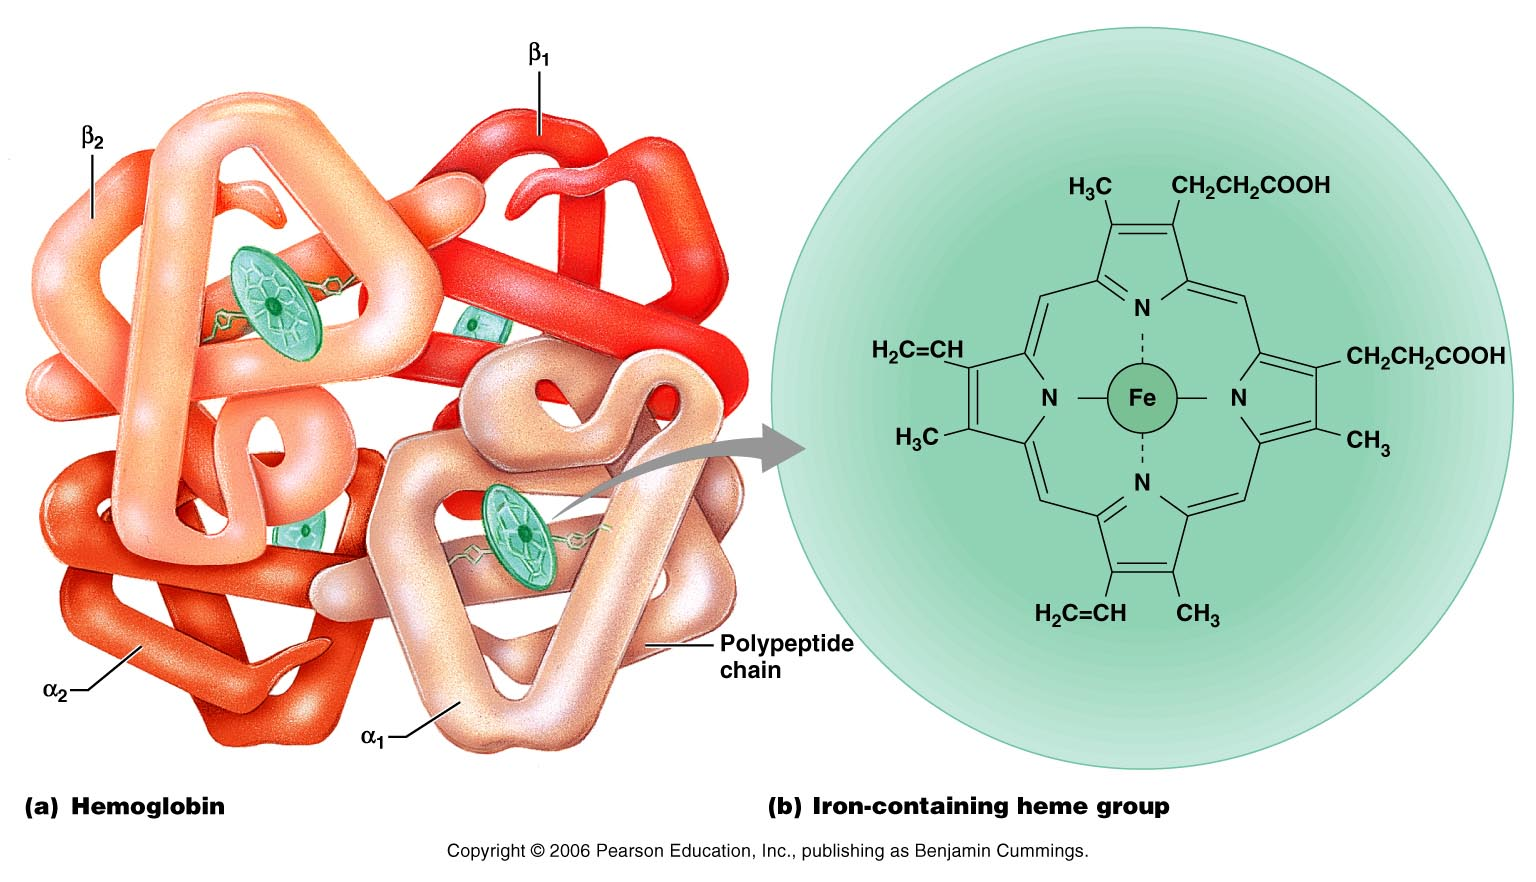 β1
β2
α2
α1
Polypeptide
chain
H3C
CH2CH2COOH
N
H2C=CH
CH2CH2COOH
N
Fe
N
H3C
CH3
N
H2C=CH
CH3
(a) Hemoglobin
(b) Iron-containing heme group
Copyright © 2006 Pearson Education, Inc., publishing as Benjamin Cummings.